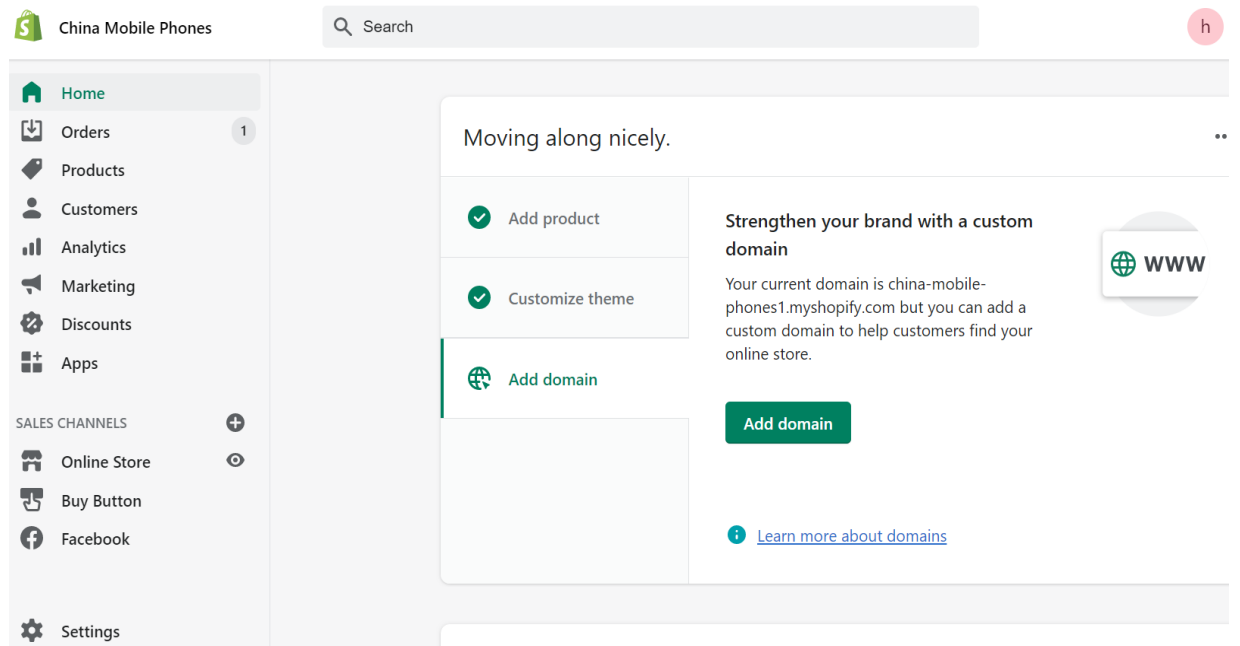 China Mobile Phones
Search
h
Home
Orders 1
Products
Customers
Analytics
Marketing
Discounts
Apps
SALES CHANNELS
Online Store
Buy Button
Facebook
Settings
Moving along nicely.
Add product
Customize theme
Add domain
Strengthen your brand with a custom
domain
Your current domain is china-mobile-
phones1.myshopify.com but you can add a
custom domain to help customers find your
online store.
Add domain
Learn more about domains
WWW